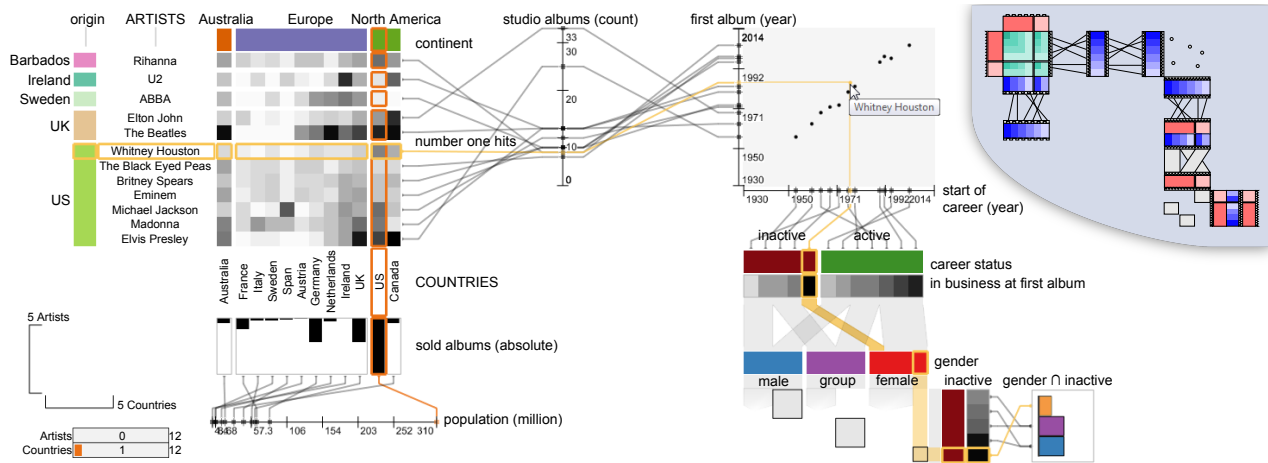 origin ARTISTS Australia Europe North America studio albums (count) first album (year)
continent
Barbados Rihanna
Ireland U2
Sweden ABBA
UK Elton John
The Beatles
number one hits
Whitney Houston
The Black Eyed Peas
Britney Spears
US Eminem
Michael Jackson
Madonna
Elvis Presley
33
30
20
10
0
2014
1992
1971
1950
1930
Whitney Houston
1930 1950 1971 1992 2014
start of
career (year)
Australia France Italy Sweden Span Austria Germany Netherlands Ireland UK US Canada
COUNTRIES
inactive active
career status
in business at first album
5 Artists
sold albums (absolute)
gender
male group female inactive gender ∩ inactive
5 Countries
population (million)
57.3 106 154 203 252 310
Artists 0 12
Countries 1 12